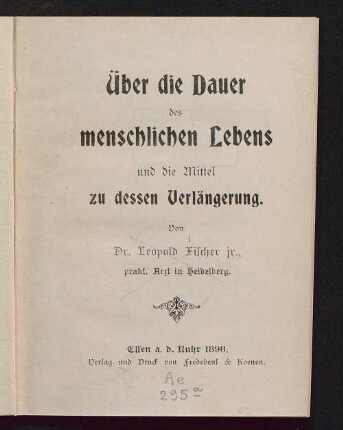 Über die Dauer
des
menschlichen Lebens
und die Mittel
zu dessen Verlängerung.
Von
Dr. Leopold Fischer jr.,
prakt. Arzt in Heidelberg.
Essen a. d. Ruhr 1898.
Verlag und Druck von Fredebeul & Koenen.
Ae
295a